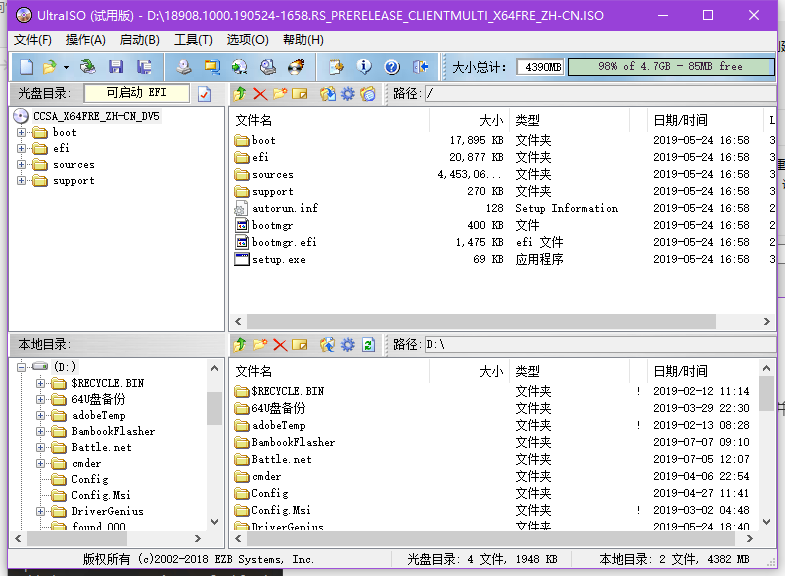 UltraISO (试用版) - D:\18908.1000.190524-1658.RS_PRERELEASE_CLIENTMULTI_X64FRE_ZH-CN.ISO
文件(F) 操作(A) 启动(B) 工具(T) 选项(O) 帮助(H)
大小总计: 4390MB 98% of 4.7GB - 85MB free
光盘目录: 可启动 EFI 路径: /
CCSA_X64FRE_ZH-CN_DV5
boot
efi
sources
support
文件名 大小 类型 日期/时间 L
boot 17,895 KB 文件夹 2019-05-24 16:58 3
efi 20,877 KB 文件夹 2019-05-24 16:58 3
sources 4,453,06... 文件夹 2019-05-24 16:58 3
support 270 KB 文件夹 2019-05-24 16:58 3
autorun.inf 128 Setup Information 2019-05-24 16:58 2
bootmgr 400 KB 文件 2019-05-24 16:58 2
bootmgr.efi 1,475 KB efi 文件 2019-05-24 16:58 2
setup.exe 69 KB 应用程序 2019-05-24 16:58 3
本地目录: 路径: D:\
(D:)
$RECYCLE.BIN
64U盘备份
adobeTemp
BambookFlasher
Battle.net
cmder
Config
Config.Msi
DriverGenius
found.000
文件名 大小 类型 日期/时间
$RECYCLE.BIN 文件夹 ! 2019-02-12 11:14
64U盘备份 文件夹 2019-03-29 22:30
adobeTemp 文件夹 ! 2019-02-13 08:28
BambookFlasher 文件夹 2019-07-07 09:10
Battle.net 文件夹 2019-07-05 12:07
cmder 文件夹 2019-04-06 22:54
Config 文件夹 2019-04-27 11:41
Config.Msi 文件夹 ! 2019-03-02 04:48
DriverGenius 文件夹 2019-05-24 18:40
版权所有 (c)2002-2018 EZB Systems, Inc. 光盘目录: 4 文件, 1948 KB 本地目录: 2 文件, 4382 MB